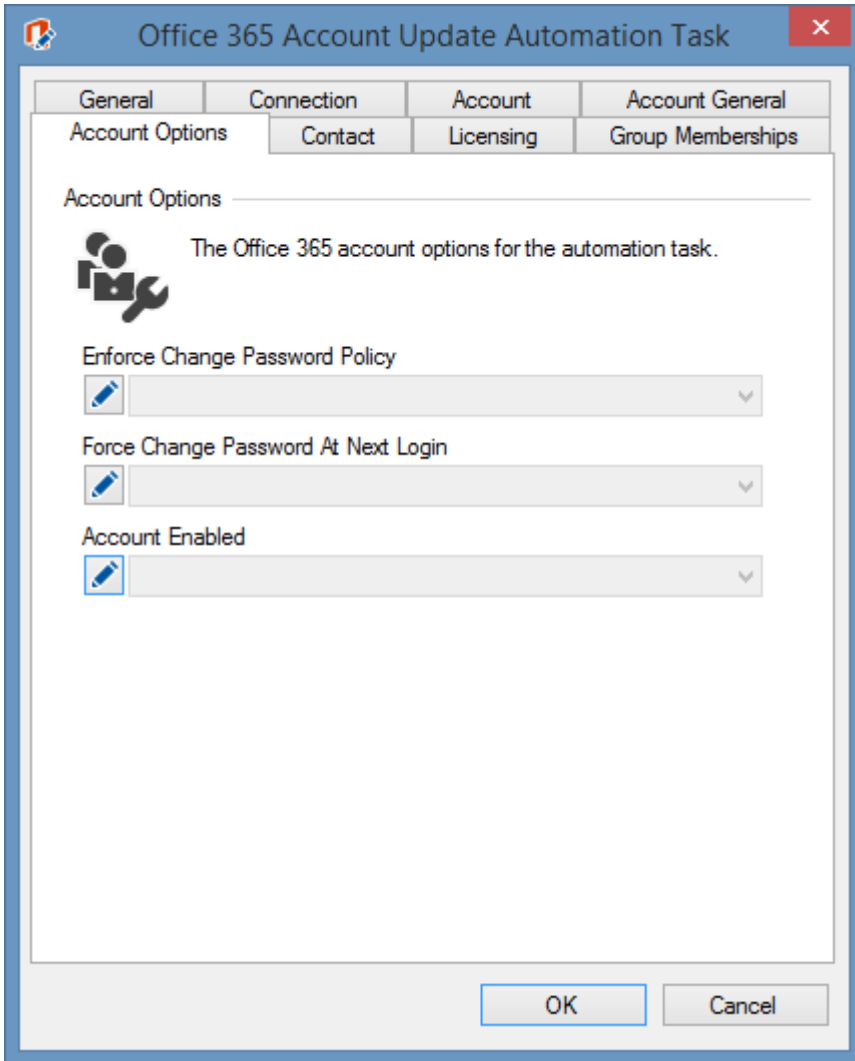 Office 365 Account Update Automation Task
General Connection Account Account General
Account Options Contact Licensing Group Memberships
Account Options
The Office 365 account options for the automation task.
Enforce Change Password Policy
Force Change Password At Next Login
Account Enabled
OK Cancel